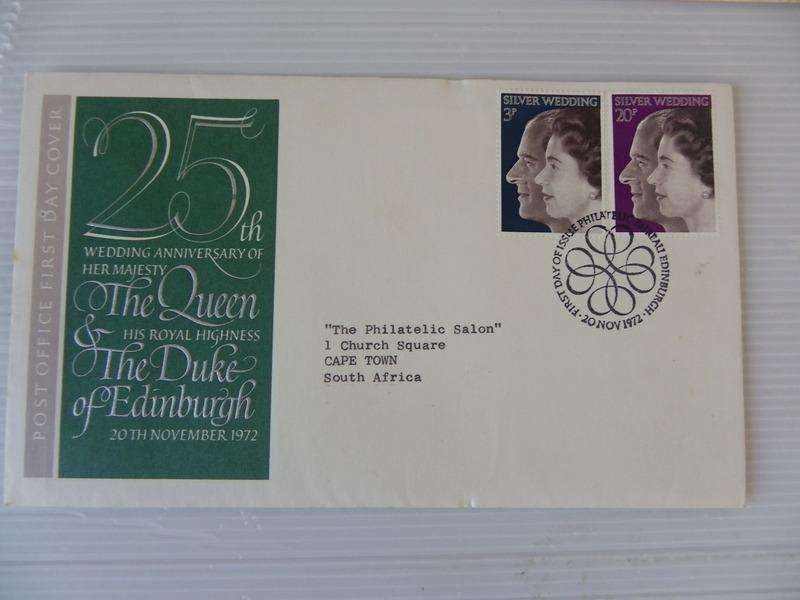 POST OFFICE FIRST DAY COVER
25th
WEDDING ANNIVERSARY OF
HER MAJESTY
The Queen
& HIS ROYAL HIGHNESS
The Duke
of Edinburgh
20TH NOVEMBER 1972
SILVER WEDDING
3P
SILVER WEDDING
20P
FIRST DAY OF ISSUE PHILATELIC BUREAU EDINBURGH
20 NOV 1972
"The Philatelic Salon"
1 Church Square
CAPE TOWN
South Africa